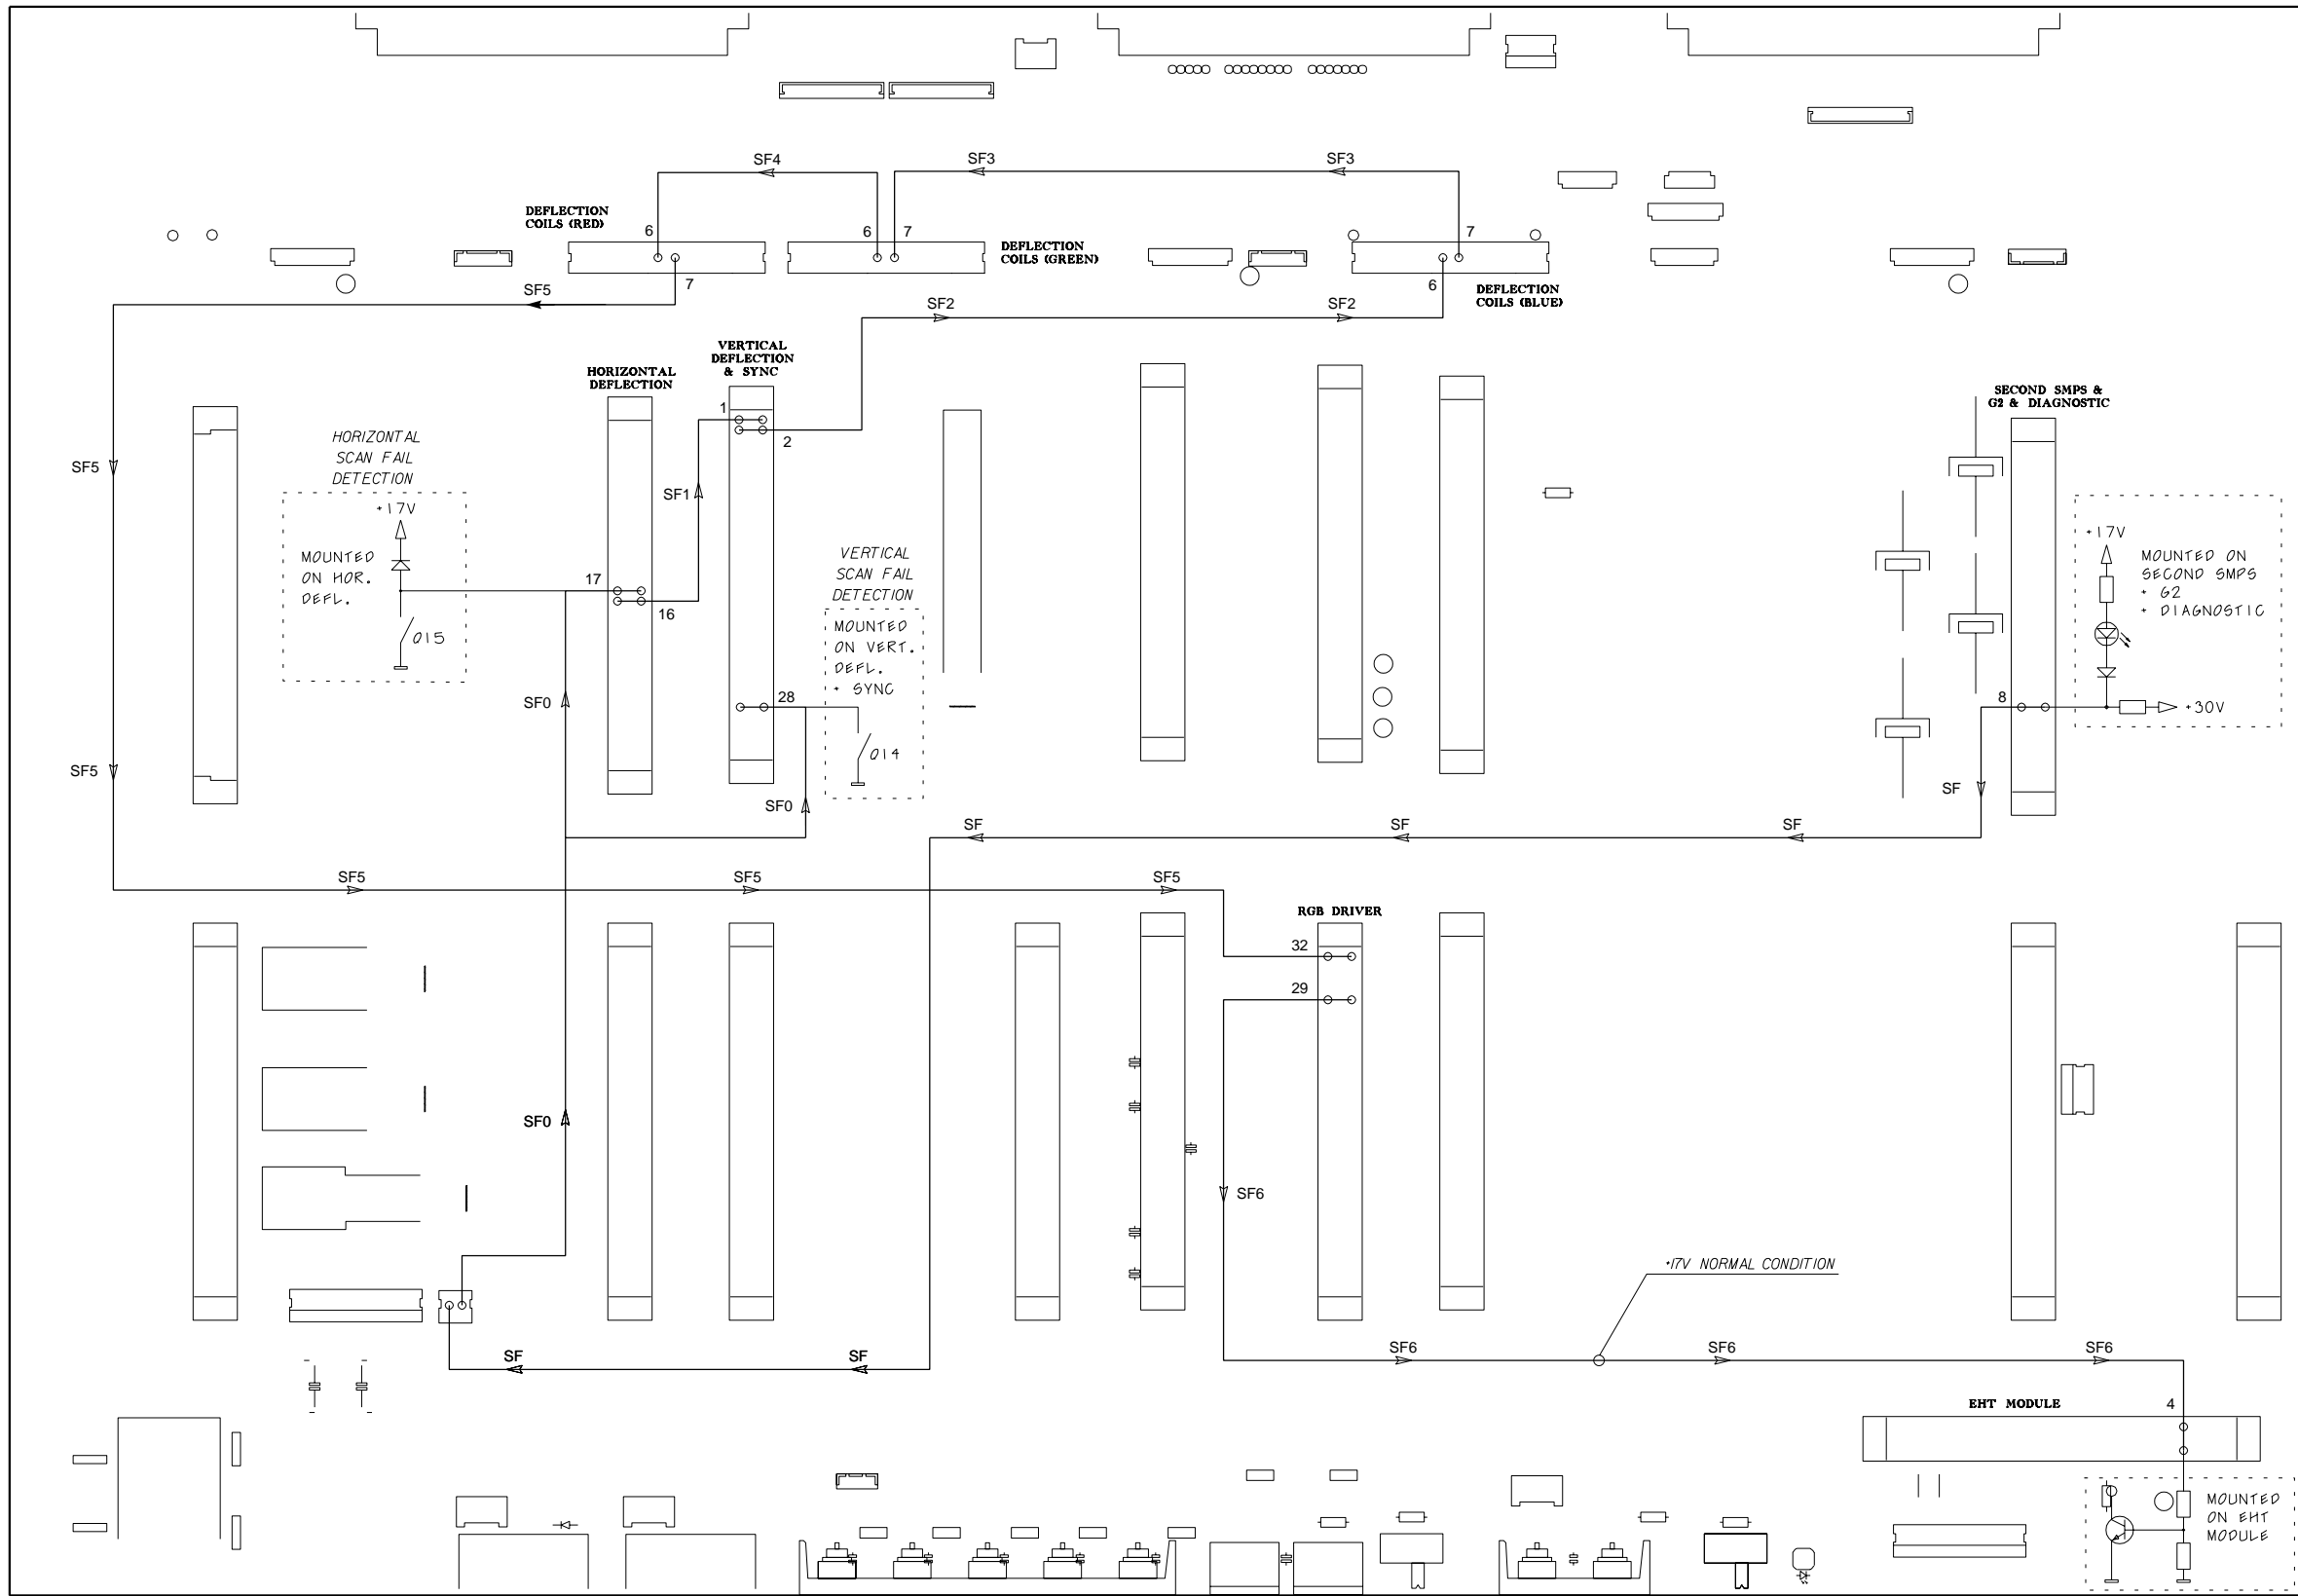 SF4
SF3
SF3
DEFLECTION
COILS (RED)
6
6
7
7
DEFLECTION
COILS (GREEN)
7
6
DEFLECTION
COILS (BLUE)
SF5
SF2
SF2
VERTICAL
DEFLECTION
& SYNC
HORIZONTAL
DEFLECTION
SECOND SMPS &
G2 & DIAGNOSTIC
1
2
HORIZONTAL
SCAN FAIL
DETECTION
SF5
SF1
+17V
MOUNTED
ON HOR.
DEFL.
Q15
17
16
VERTICAL
SCAN FAIL
DETECTION
MOUNTED
ON VERT.
DEFL.
+ SYNC
Q14
28
+17V
MOUNTED ON
SECOND SMPS
+ G2
+ DIAGNOSTIC
8
+30V
SF0
SF5
SF0
SF
SF
SF
SF
SF5
SF5
SF5
RGB DRIVER
32
29
SF0
SF6
+17V NORMAL CONDITION
SF
SF
SF6
SF6
SF6
EHT MODULE
4
MOUNTED
ON EHT
MODULE